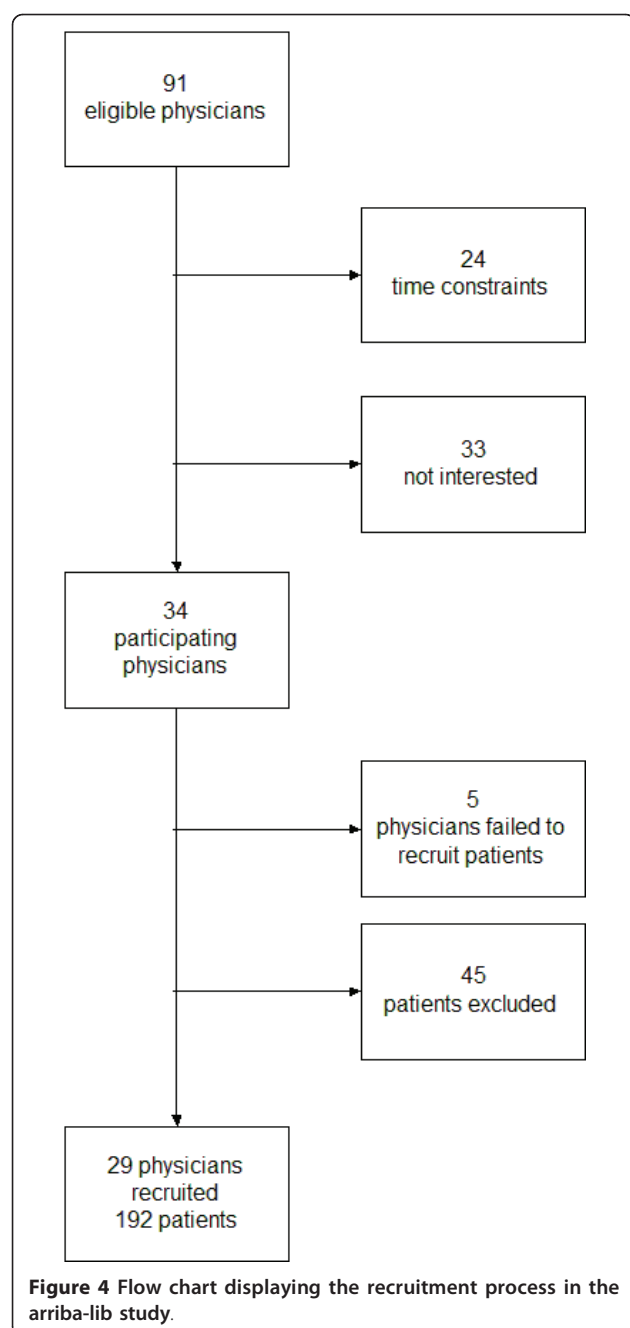 91
eligible physicians
24
time constraints
33
not interested
34
participating
physicians
5
physicians failed to
recruit patients
45
patients excluded
29 physicians
recruited
192 patients
Figure 4 Flow chart displaying the recruitment process in the
arriba-lib study.